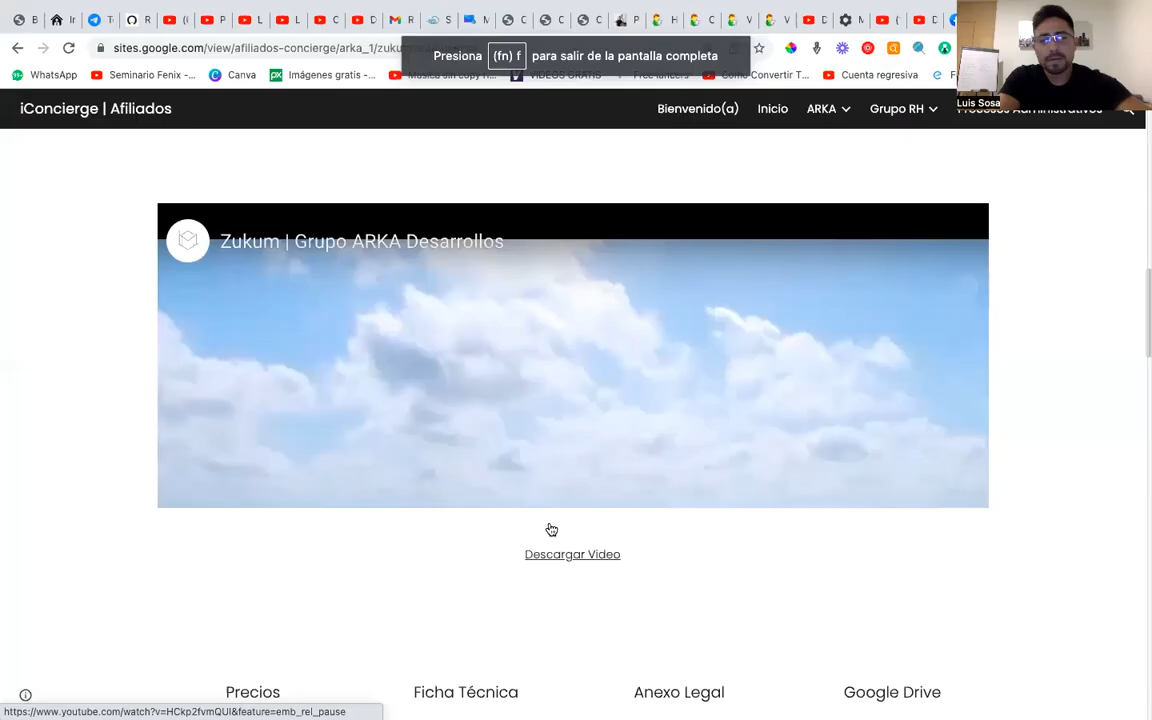 sites.google.com/view/afiliados-concierge/arka_1/zuku
Presiona (fn) f para salir de la pantalla completa
WhatsApp
Seminario Fenix -...
Canva
Imágenes gratis -...
Cuenta regresiva
Luis Sosa
iConcierge | Afiliados
Bienvenido(a)
Inicio
ARKA
Grupo RH
Procesos Administrativos
Zukum | Grupo ARKA Desarrollos
Descargar Video
Precios
Ficha Técnica
Anexo Legal
Google Drive
https://www.youtube.com/watch?v=HCkp2fvmQUI&feature=emb_rel_pause